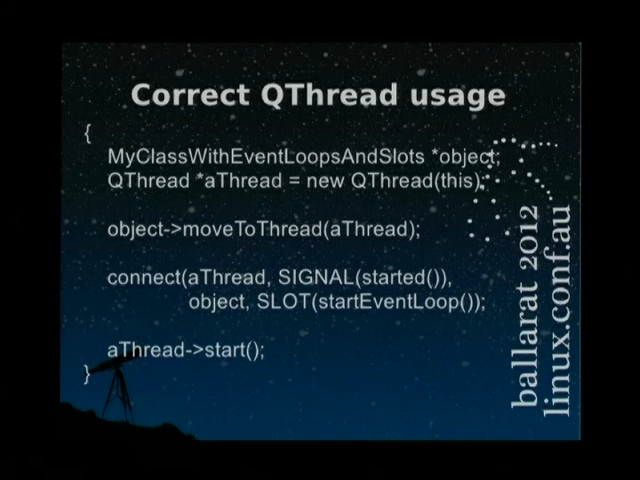 Correct QThread usage
{
MyClassWithEventLoopsAndSlots *object;
QThread *aThread = new QThread(this);
object->moveToThread(aThread);
connect(aThread, SIGNAL(started()),
object, SLOT(startEventLoop());
aThread->start();
}
ballarat 2012
linux.conf.au